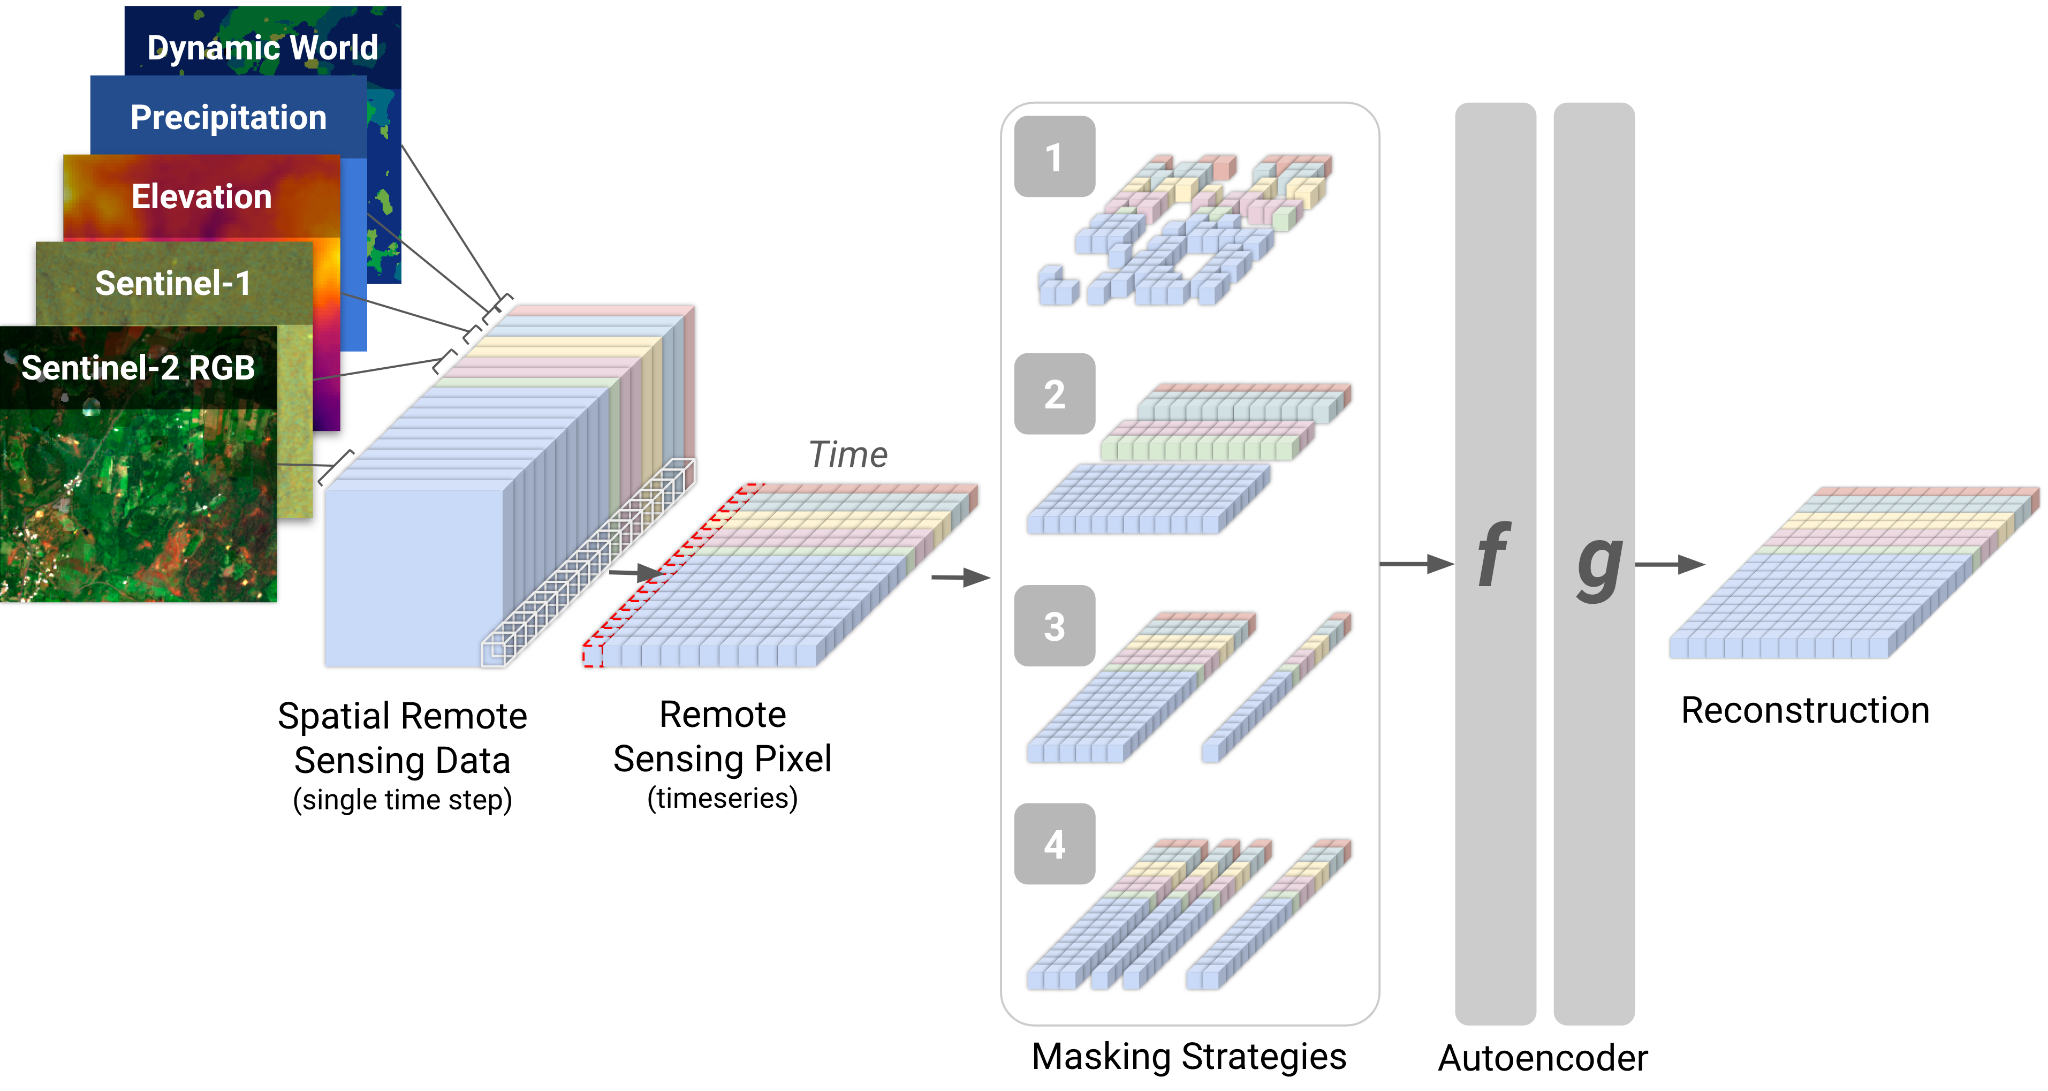 Dynamic World
Precipitation
Elevation
Sentinel-1
Sentinel-2 RGB
Spatial Remote
Sensing Data
(single time step)
Time
Remote
Sensing Pixel
(timeseries)
1
2
3
4
Masking Strategies
f
g
Autoencoder
Reconstruction